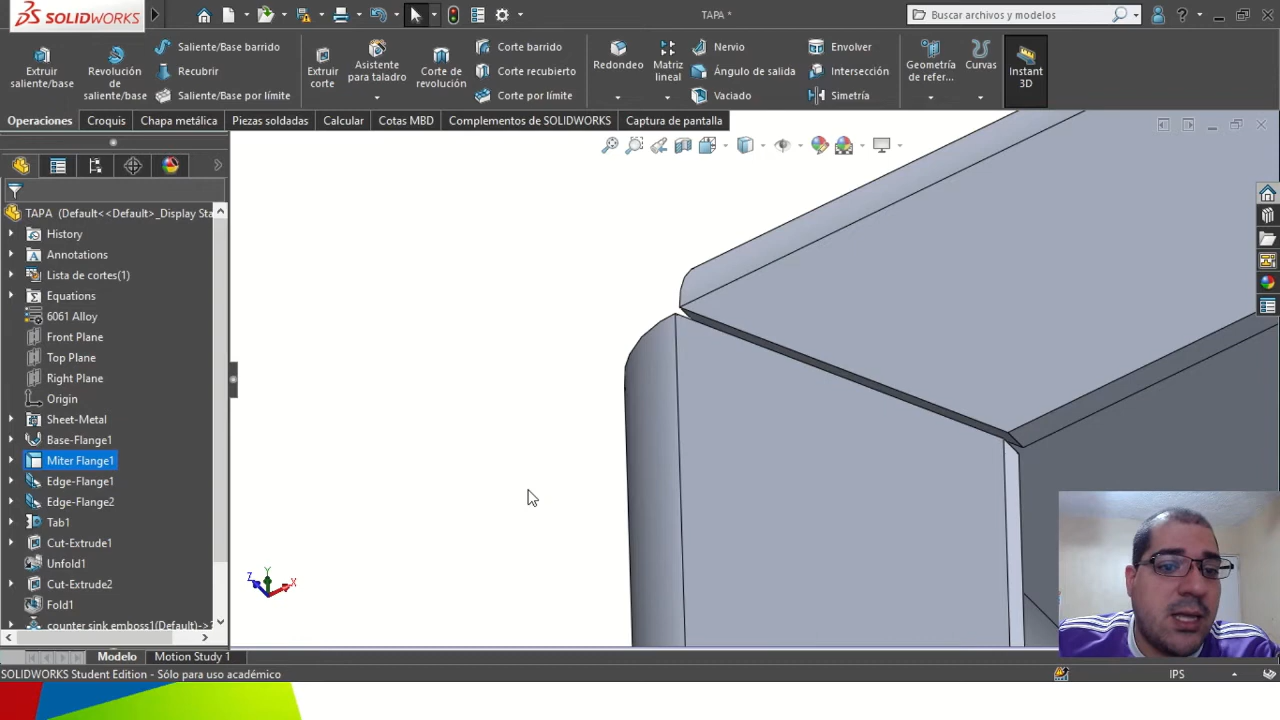 SOLIDWORKS
TAPA *
Buscar archivos y modelos
Extruir saliente/base
Revolución de saliente/base
Saliente/Base barrido
Recubrir
Saliente/Base por límite
Extruir corte
Asistente para taladro
Corte de revolución
Corte barrido
Corte recubierto
Corte por límite
Redondeo
Matriz lineal
Nervio
Ángulo de salida
Vaciado
Envolver
Intersección
Simetría
Geometría de refer...
Curvas
Instant 3D
Operaciones
Croquis
Chapa metálica
Piezas soldadas
Calcular
Cotas MBD
Complementos de SOLIDWORKS
Captura de pantalla
TAPA (Default<<Default>_Display Sta
History
Annotations
Lista de cortes(1)
Equations
6061 Alloy
Front Plane
Top Plane
Right Plane
Origin
Sheet-Metal
Base-Flange1
Miter Flange1
Edge-Flange1
Edge-Flange2
Tab1
Cut-Extrude1
Unfold1
Cut-Extrude2
Fold1
counter sink emboss1(Default)->?
Y
Z
X
Modelo
Motion Study 1
SOLIDWORKS Student Edition - Sólo para uso académico
IPS